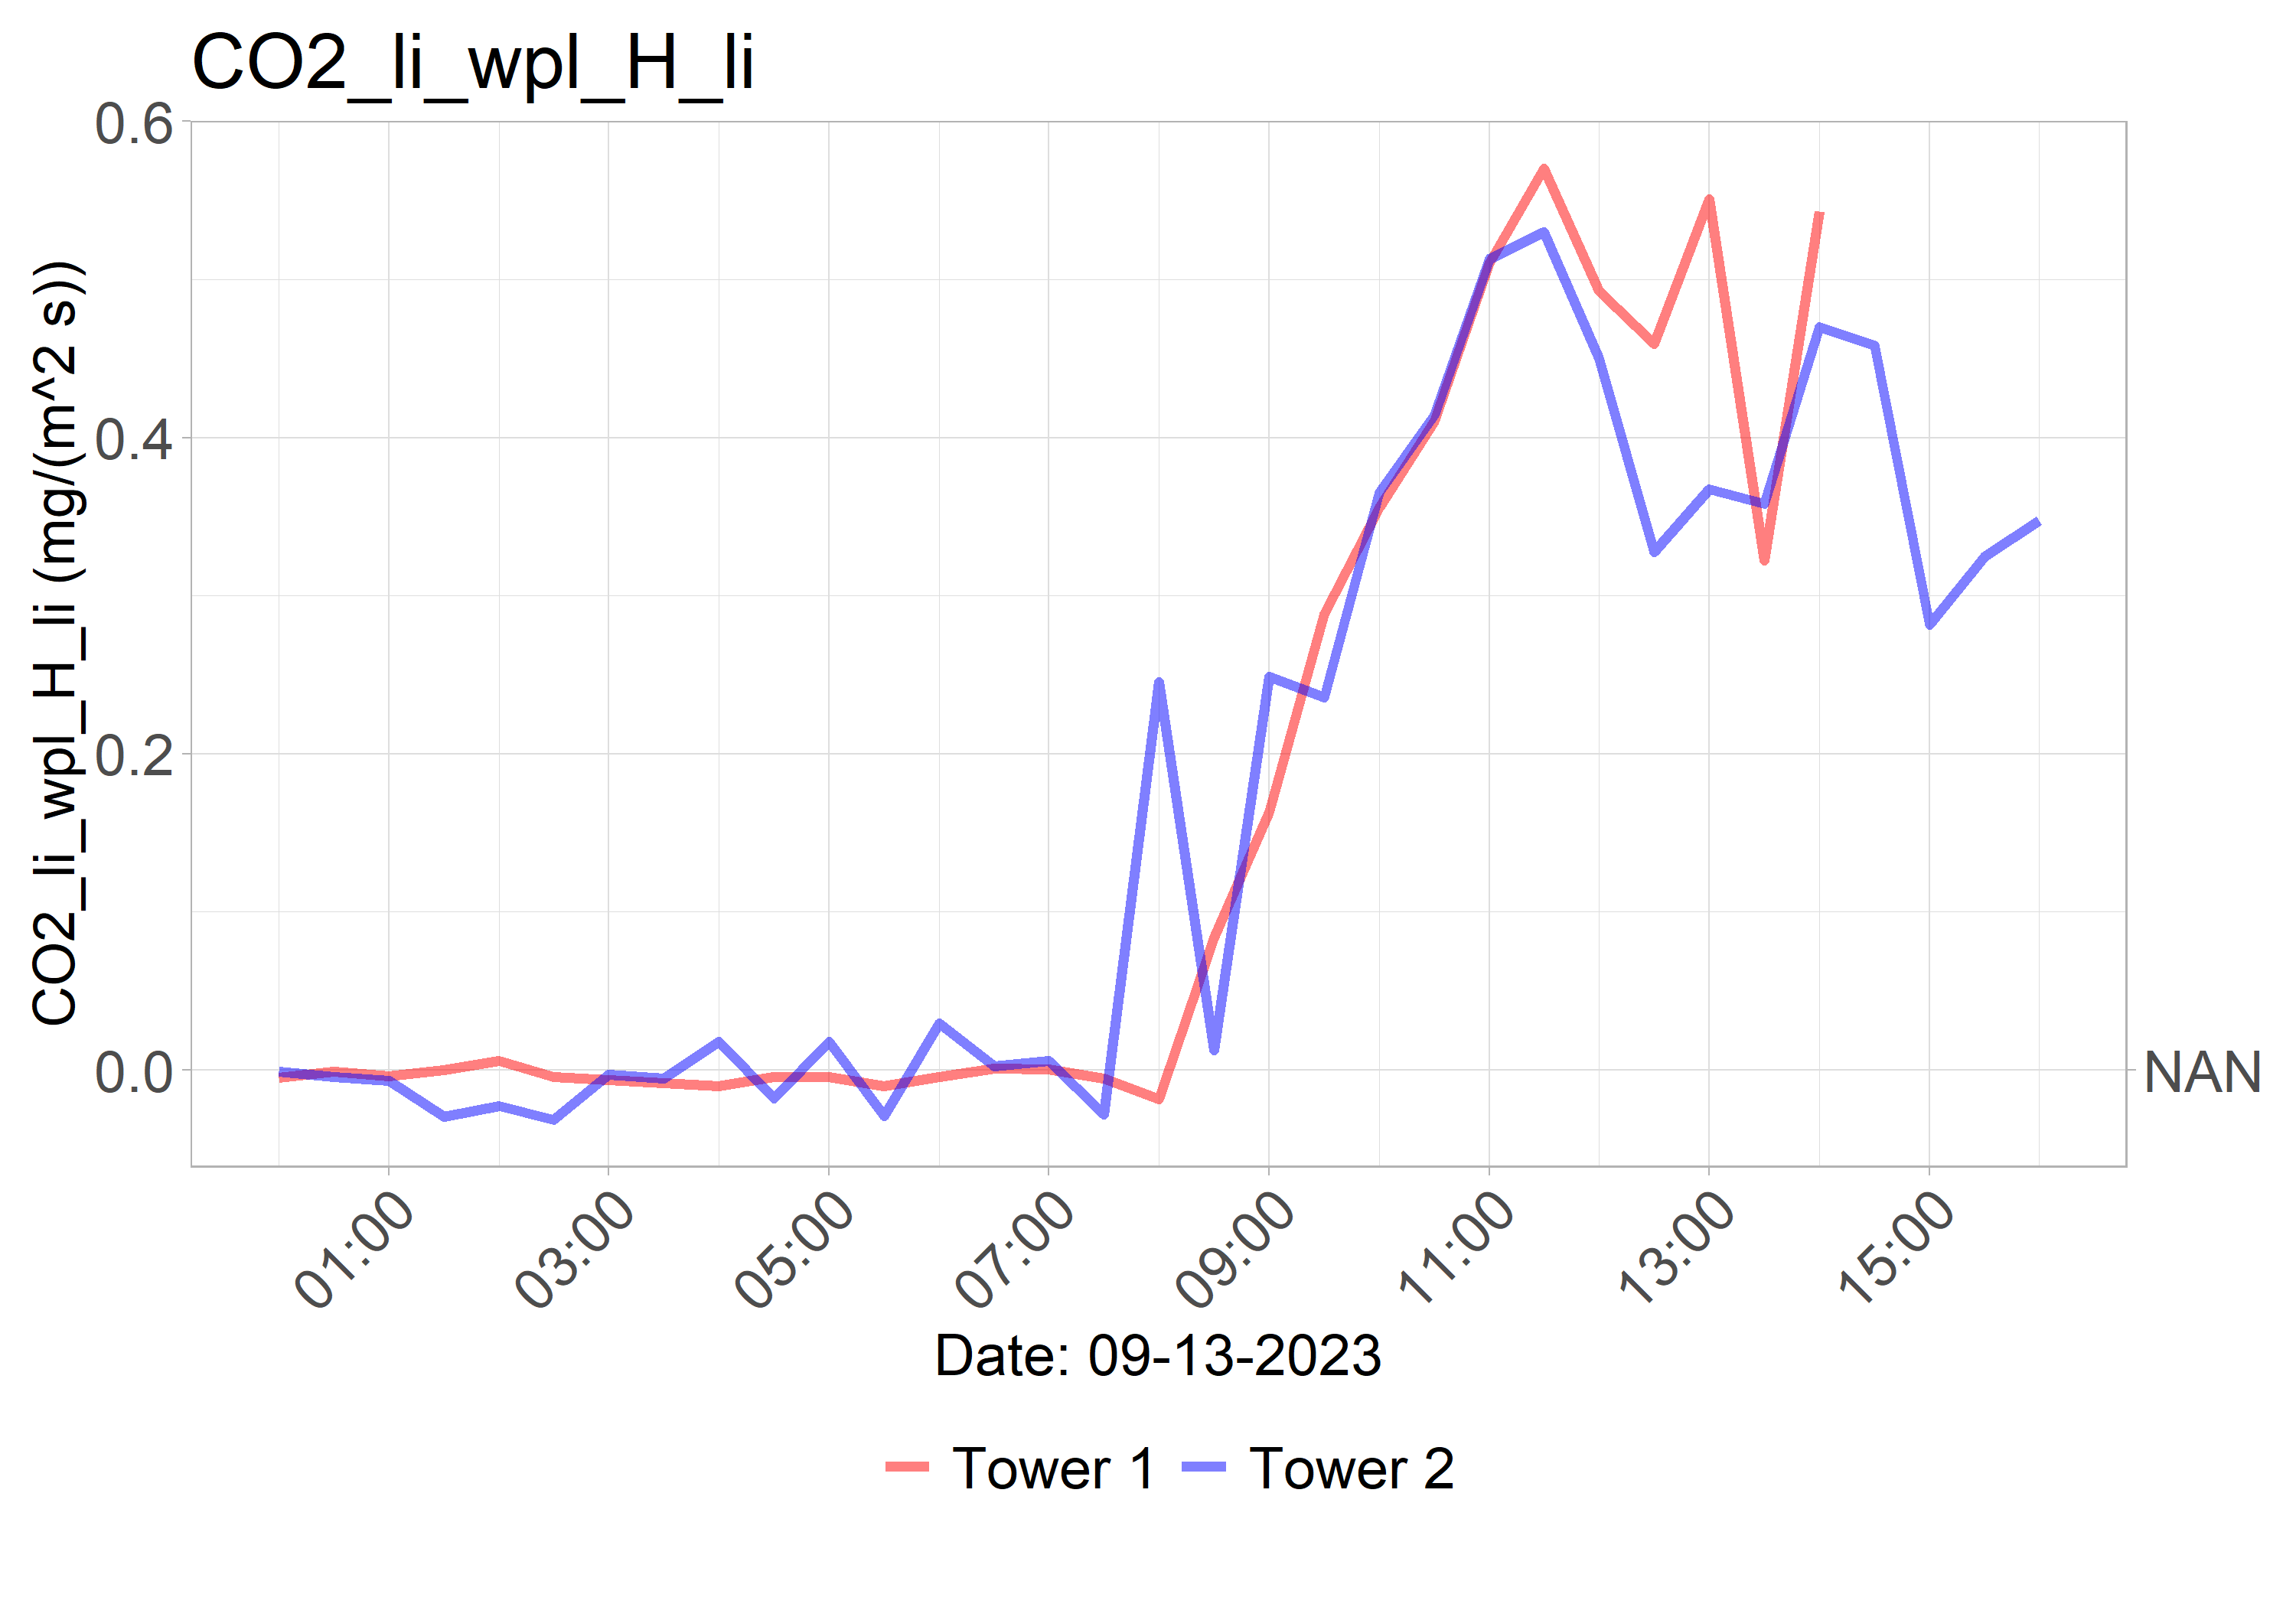 CO2_li_wpl_H_li
CO2_li_wpl_H_li (mg/(m^2 s))
0.6
0.4
0.2
0.0
NAN
01:00
03:00
05:00
07:00
09:00
11:00
13:00
15:00
Date: 09-13-2023
Tower 1 Tower 2